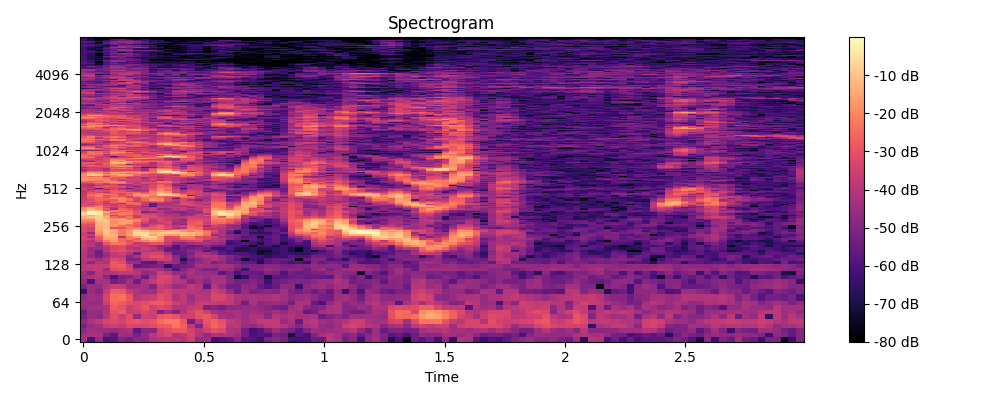 Spectrogram
4096
2048
1024
512
256
128
64
0
Hz
0
0.5
1
1.5
2
2.5
Time
-10 dB
-20 dB
-30 dB
-40 dB
-50 dB
-60 dB
-70 dB
-80 dB